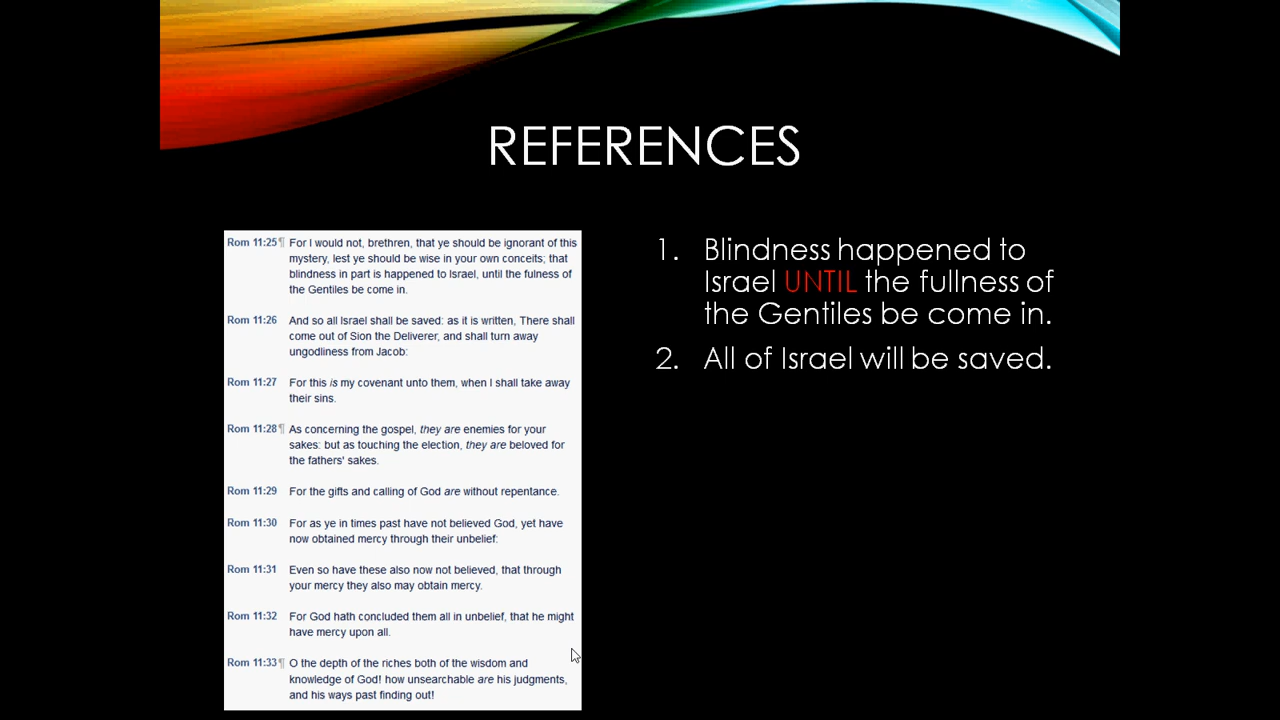 REFERENCES
Rom 11:25¶ For I would not, brethren, that ye should be ignorant of this
mystery, lest ye should be wise in your own conceits; that
blindness in part is happened to Israel, until the fulness of
the Gentiles be come in.
Rom 11:26 And so all Israel shall be saved: as it is written, There shall
come out of Sion the Deliverer, and shall turn away
ungodliness from Jacob:
Rom 11:27 For this is my covenant unto them, when I shall take away
their sins.
Rom 11:28¶ As concerning the gospel, they are enemies for your
sakes: but as touching the election, they are beloved for
the fathers' sakes.
Rom 11:29 For the gifts and calling of God are without repentance.
Rom 11:30 For as ye in times past have not believed God, yet have
now obtained mercy through their unbelief:
Rom 11:31 Even so have these also now not believed, that through
your mercy they also may obtain mercy.
Rom 11:32 For God hath concluded them all in unbelief, that he might
have mercy upon all.
Rom 11:33¶ O the depth of the riches both of the wisdom and
knowledge of God! how unsearchable are his judgments,
and his ways past finding out!
1. Blindness happened to
Israel UNTIL the fullness of
the Gentiles be come in.
2. All of Israel will be saved.